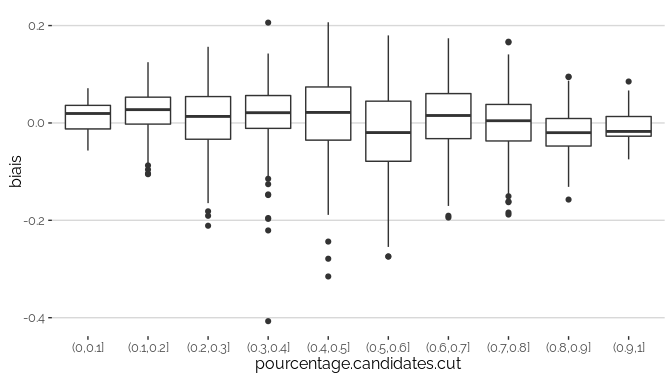 0.2
0.0
-0.2
-0.4
biais
(0,0.1] (0.1,0.2] (0.2,0.3] (0.3,0.4] (0.4,0.5] (0.5,0.6] (0.6,0.7] (0.7,0.8] (0.8,0.9] (0.9,1]
pourcentage.candidates.cut